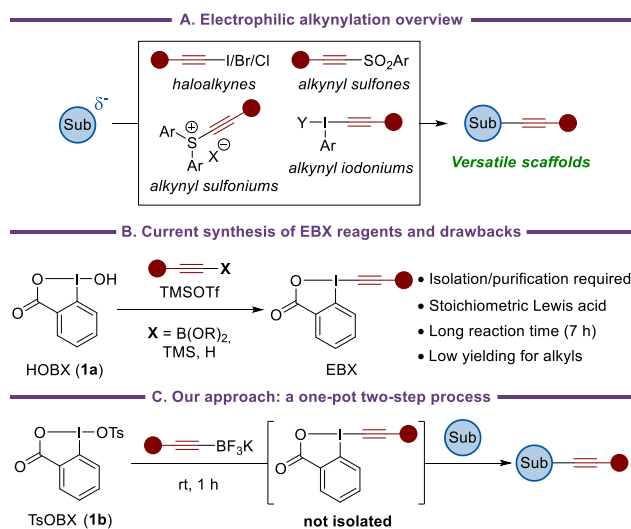 A. Electrophilic alkynylation overview
I/Br/Cl
haloalkynes
SO2Ar
alkynyl sulfones
Sub δ-
Ar S ⊕ Ar X ⊖
alkynyl sulfoniums
Y I Ar
alkynyl iodoniums
Sub
Versatile scaffolds
B. Current synthesis of EBX reagents and drawbacks
O I OH
O
HOBX (1a)
X
TMSOTf
X = B(OR)2,
TMS, H
O I
O
EBX
• Isolation/purification required
• Stoichiometric Lewis acid
• Long reaction time (7 h)
• Low yielding for alkyls
C. Our approach: a one-pot two-step process
O I OTs
O
TsOBX (1b)
BF3K
rt, 1 h
O I
O
not isolated
Sub
Sub